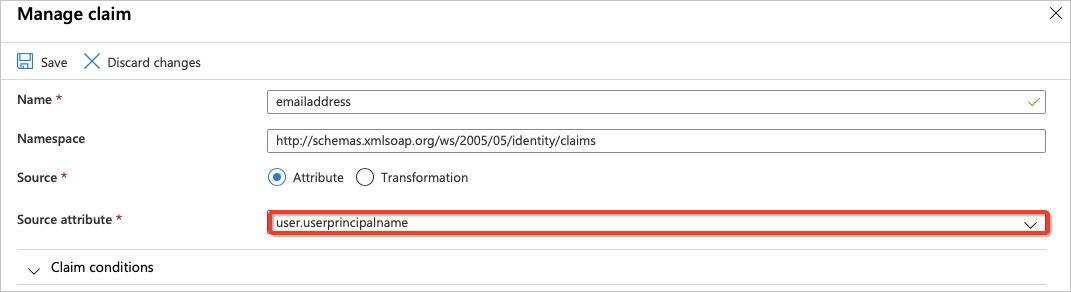 Manage claim
Save Discard changes
Name * emailaddress
Namespace http://schemas.xmlsoap.org/ws/2005/05/identity/claims
Source * Attribute Transformation
Source attribute * user.userprincipalname
Claim conditions